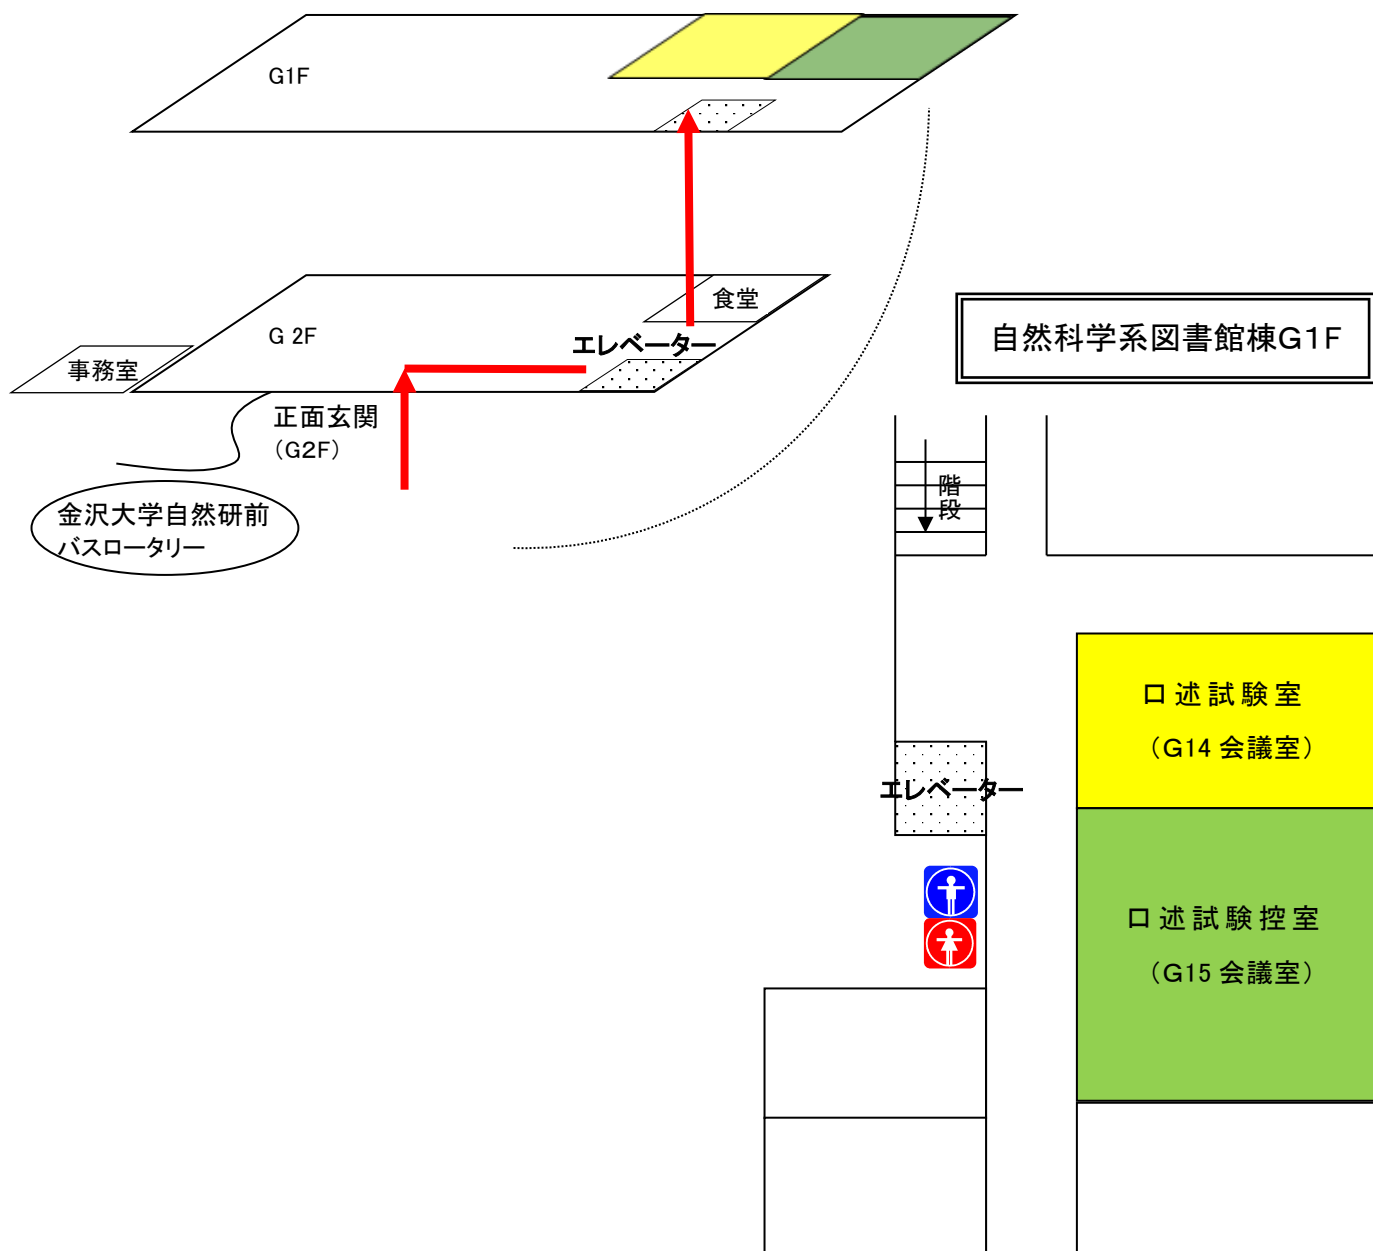 G1F
食堂
G 2F
エレベーター
事務室
正面玄関
（G2F）
金沢大学自然研前
バスロータリー
自然科学系図書館棟G1F
階段
口述試験室
（G14 会議室）
エレベーター
口述試験控室
（G15 会議室）